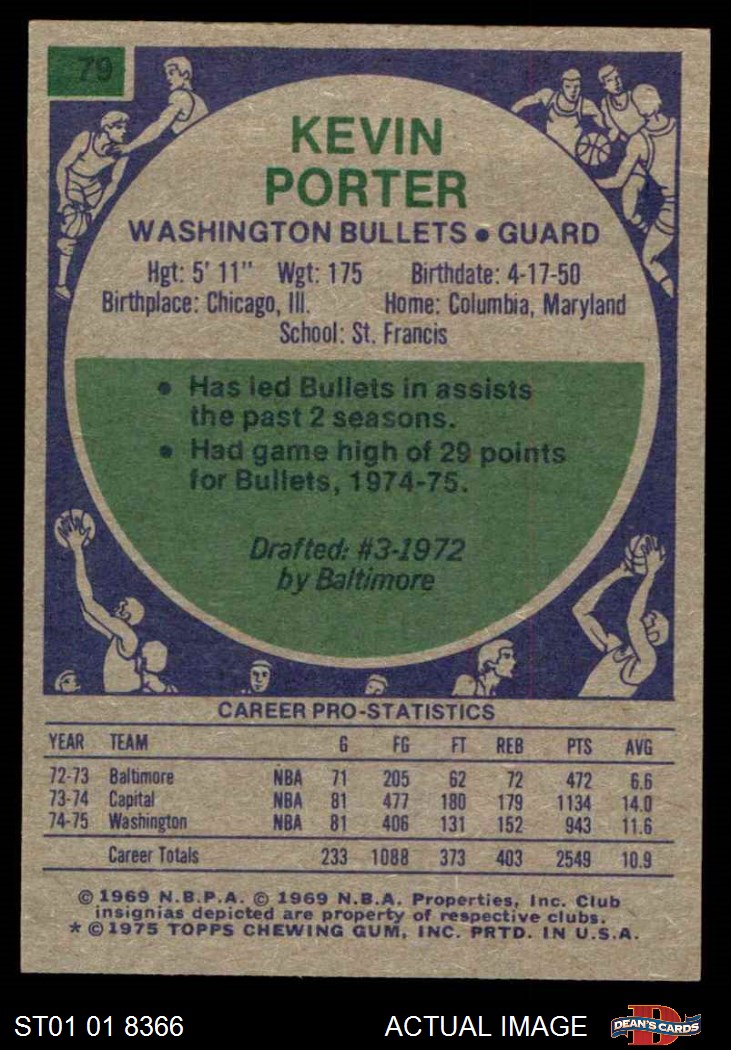 79
KEVIN
PORTER
WASHINGTON BULLETS • GUARD
Hgt: 5' 11" Wgt: 175 Birthdate: 4-17-50
Birthplace: Chicago, Ill. Home: Columbia, Maryland
School: St. Francis
• Has led Bullets in assists
the past 2 seasons.
• Had game high of 29 points
for Bullets, 1974-75.
Drafted: #3-1972
by Baltimore
CAREER PRO-STATISTICS
YEAR TEAM G FG FT REB PTS AVG
72-73 Baltimore NBA 71 205 62 72 472 6.6
73-74 Capital NBA 81 477 180 179 1134 14.0
74-75 Washington NBA 81 406 131 152 943 11.6
Career Totals 233 1088 373 403 2549 10.9
© 1969 N.B.P.A. © 1969 N.B.A. Properties, Inc. Club
insignias depicted are property of respective clubs.
* © 1975 TOPPS CHEWING GUM, INC. PRTD. IN U.S.A.
ST01 01 8366 ACTUAL IMAGE D DEAN'S CARDS